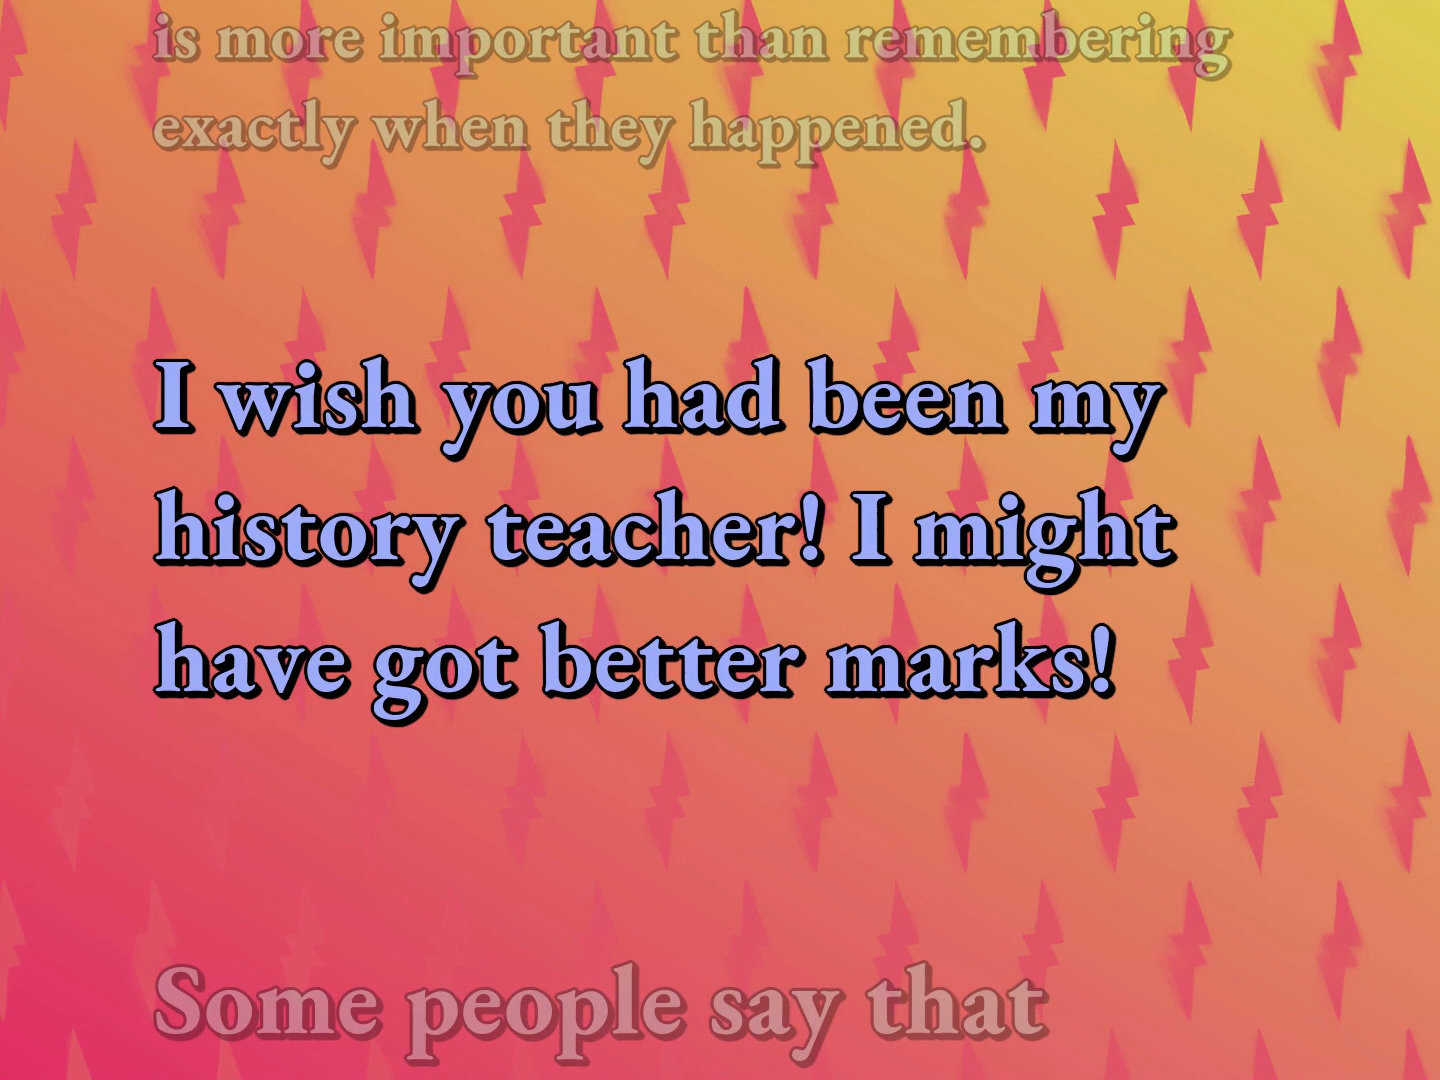 is more important than remembering
exactly when they happened.
I wish you had been my
history teacher! I might
have got better marks!
Some people say that